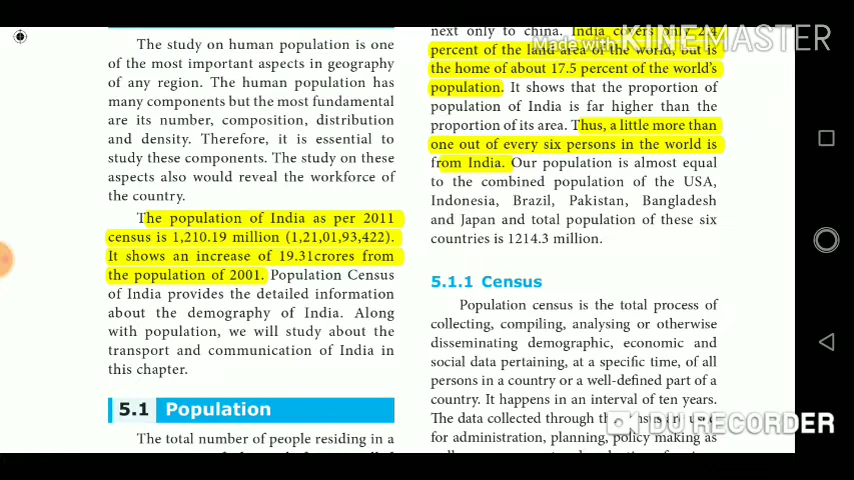 The study on human population is one
of the most important aspects in geography
of any region. The human population has
many components but the most fundamental
are its number, composition, distribution
and density. Therefore, it is essential to
study these components. The study on these
aspects also would reveal the workforce of
the country.
The population of India as per 2011
census is 1,210.19 million (1,21,01,93,422).
It shows an increase of 19.31crores from
the population of 2001. Population Census
of India provides the detailed information
about the demography of India. Along
with population, we will study about the
transport and communication of India in
this chapter.
5.1 Population
The total number of people residing in a
next only to china. India covers only 2.4
percent of the land area of the world, but is
the home of about 17.5 percent of the world's
population. It shows that the proportion of
population of India is far higher than the
proportion of its area. Thus, a little more than
one out of every six persons in the world is
from India. Our population is almost equal
to the combined population of the USA,
Indonesia, Brazil, Pakistan, Bangladesh
and Japan and total population of these six
countries is 1214.3 million.
5.1.1 Census
Population census is the total process of
collecting, compiling, analysing or otherwise
disseminating demographic, economic and
social data pertaining, at a specific time, of all
persons in a country or a well-defined part of a
country. It happens in an interval of ten years.
The data collected through the
for administration, planning, policy making as
Made with KINEMASTER
DU RECORDER